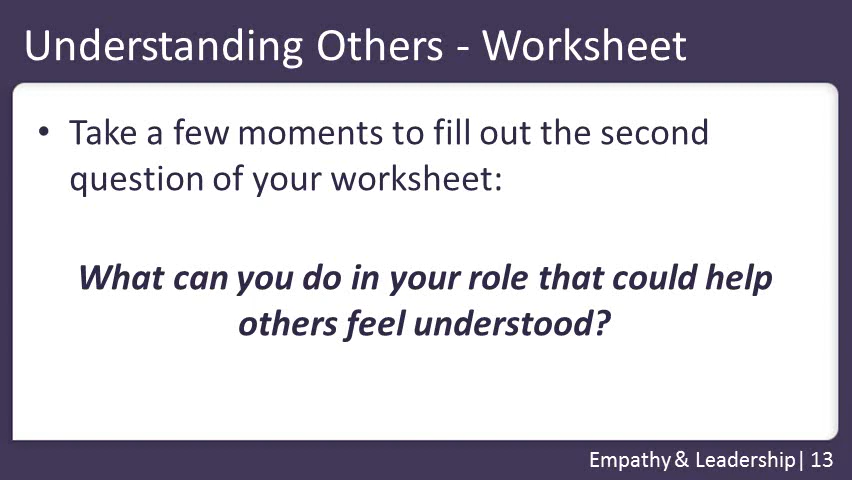 Understanding Others - Worksheet
• Take a few moments to fill out the second
question of your worksheet:
What can you do in your role that could help
others feel understood?
Empathy & Leadership| 13